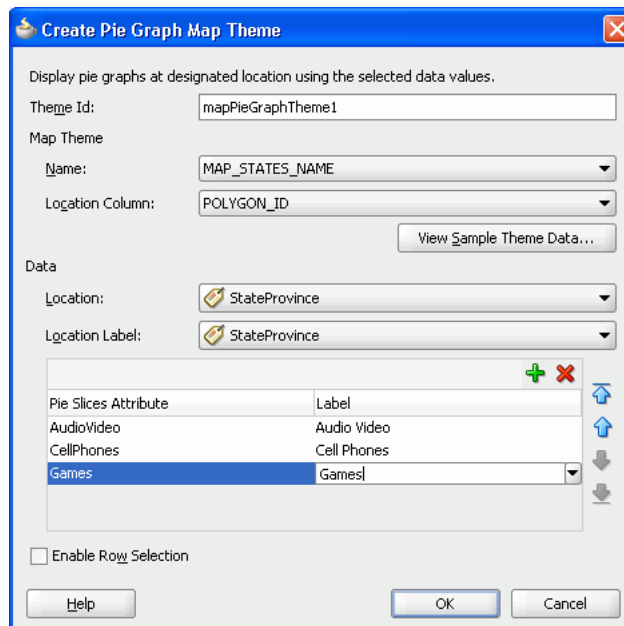 Create Pie Graph Map Theme
Display pie graphs at designated location using the selected data values.
Theme Id: mapPieGraphTheme1
Map Theme
Name: MAP_STATES_NAME
Location Column: POLYGON_ID
View Sample Theme Data...
Data
Location: StateProvince
Location Label: StateProvince
Pie Slices Attribute Label
AudioVideo Audio Video
CellPhones Cell Phones
Games Games
Enable Row Selection
Help OK Cancel